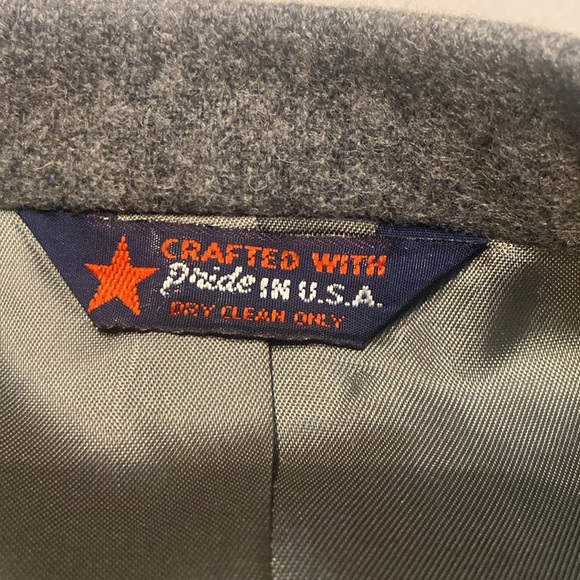 CRAFTED WITH
Pride IN U.S.A.
DRY CLEAN ONLY